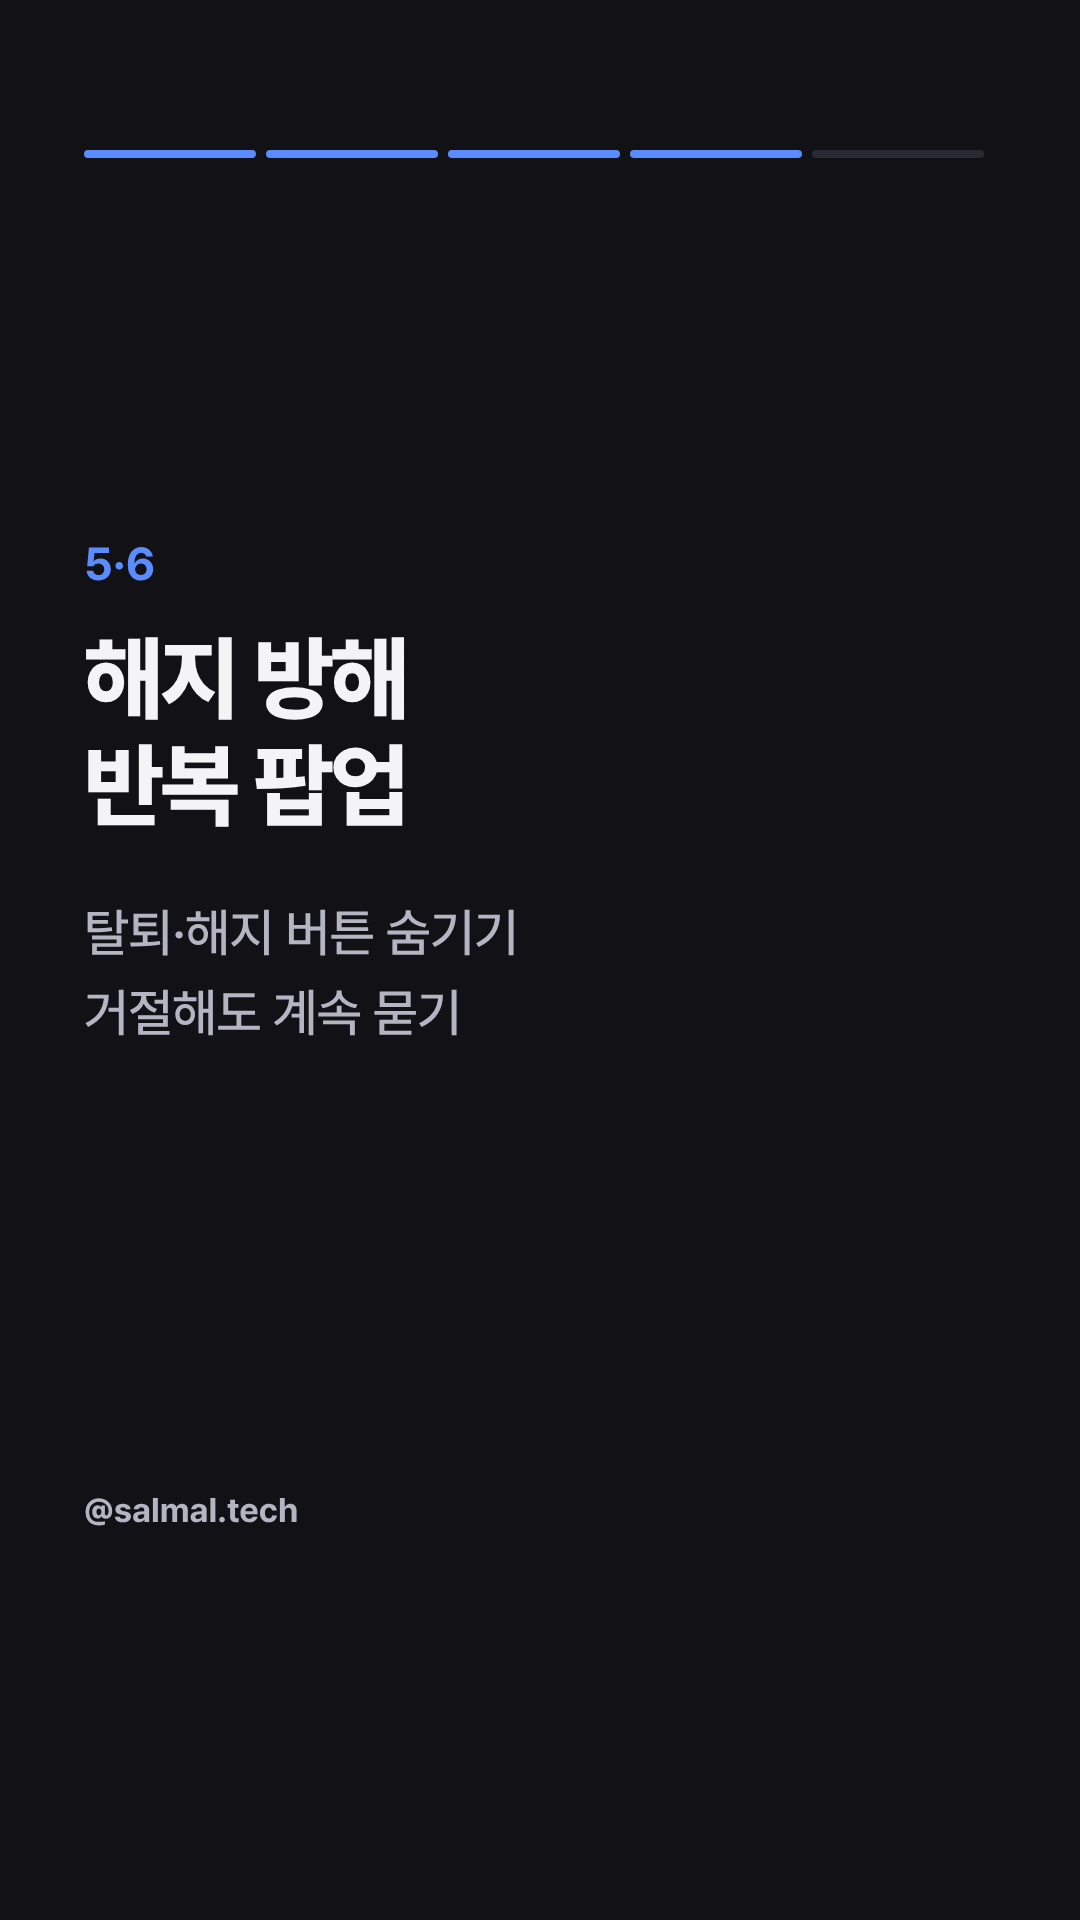 5·6
해지 방해
반복 팝업
탈퇴·해지 버튼 숨기기
거절해도 계속 묻기
@salmal.tech